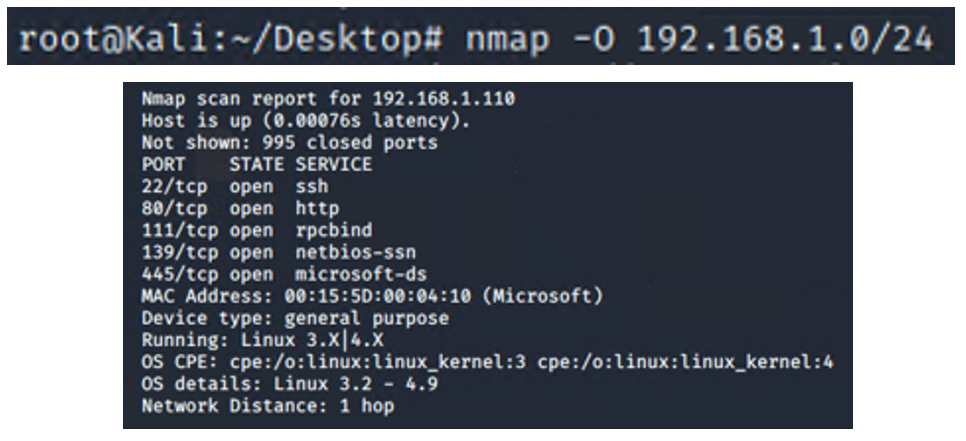 root@Kali:~/Desktop# nmap -O 192.168.1.0/24
Nmap scan report for 192.168.1.110
Host is up (0.00076s latency).
Not shown: 995 closed ports
PORT    STATE SERVICE
22/tcp  open  ssh
80/tcp  open  http
111/tcp open  rpcbind
139/tcp open  netbios-ssn
445/tcp open  microsoft-ds
MAC Address: 00:15:5D:00:04:10 (Microsoft)
Device type: general purpose
Running: Linux 3.X|4.X
OS CPE: cpe:/o:linux:linux_kernel:3 cpe:/o:linux:linux_kernel:4
OS details: Linux 3.2 - 4.9
Network Distance: 1 hop